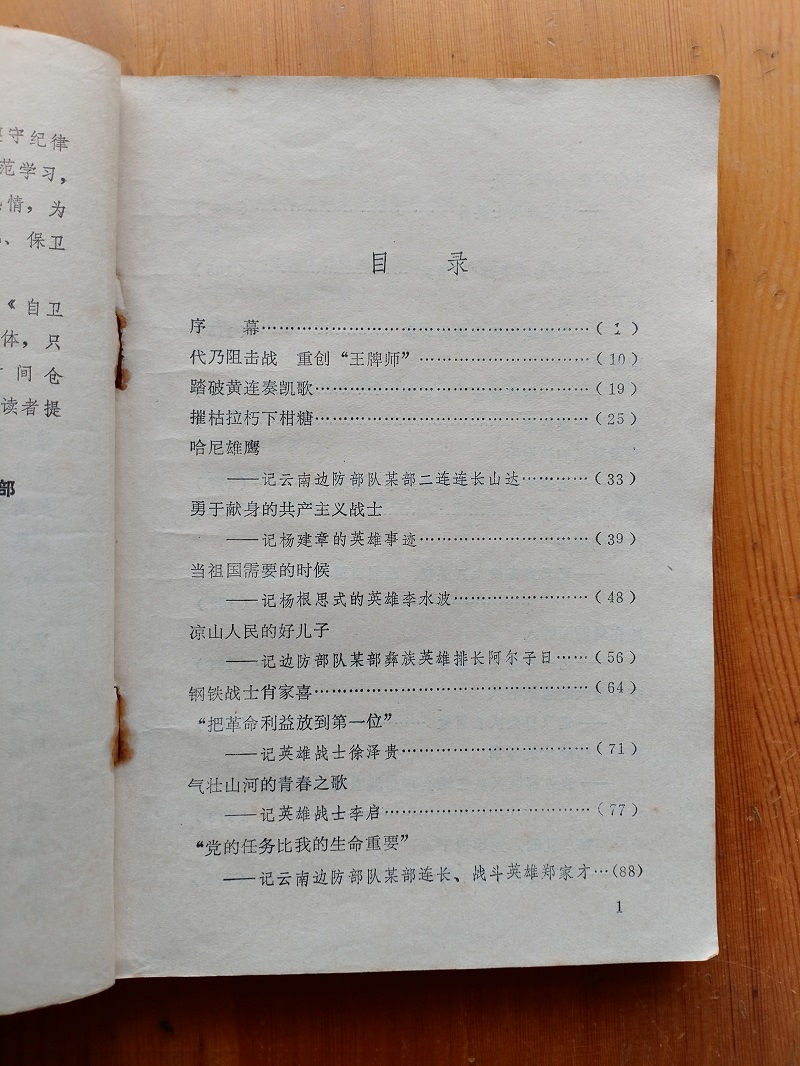 守纪律
范学习，
情，为
、保卫
《自卫
体，只
时间仓
读者提
部
目 录
序 幕……………………………………………(1)
代乃阻击战 重创“王牌师”……………………(10)
踏破黄连奏凯歌……………………………………(19)
摧枯拉朽下柑糖……………………………………(25)
哈尼雄鹰
——记云南边防部队某部二连连长山达…………(33)
勇于献身的共产主义战士
——记杨建章的英雄事迹………………………(39)
当祖国需要的时候
——记杨根思式的英雄李水波…………………(48)
凉山人民的好儿子
——记边防部队某部彝族英雄排长阿尔子日……(56)
钢铁战士肖家喜……………………………………(64)
“把革命利益放到第一位”
——记英雄战士徐泽贵…………………………(71)
气壮山河的青春之歌
——记英雄战士李启……………………………(77)
“党的任务比我的生命重要”
——记云南边防部队某部连长、战斗英雄郑家才…(88)
1